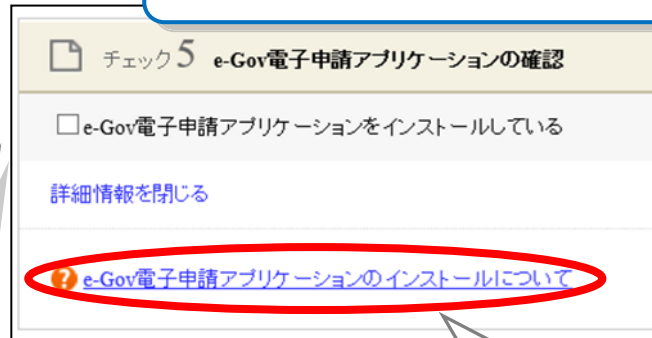 チェック5 e-Gov電子申請アプリケーションの確認
□e-Gov電子申請アプリケーションをインストールしている
詳細情報を閉じる
? e-Gov電子申請アプリケーションのインストールについて